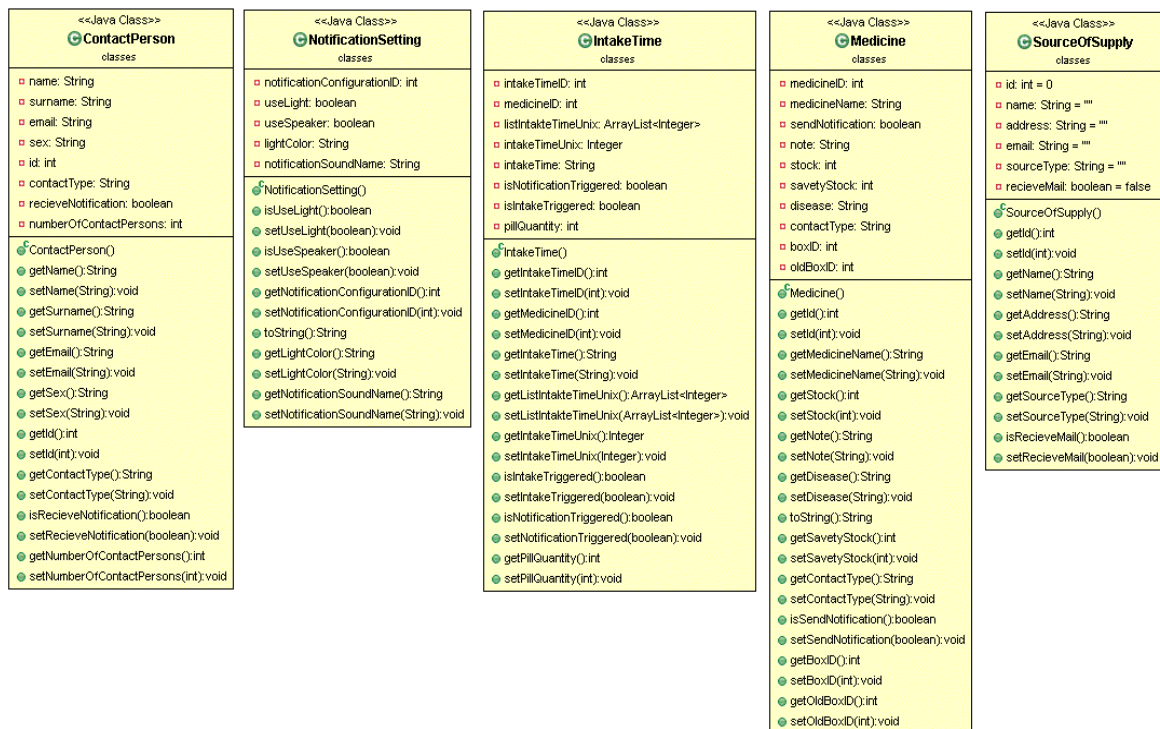 <<Java Class>>
ContactPerson
classes
name: String
surname: String
email: String
sex: String
id: int
contactType: String
recieveNotification: boolean
numberOfContactPersons: int
ContactPerson()
getName():String
setName(String):void
getSurname():String
setSurname(String):void
getEmail():String
setEmail(String):void
getSex():String
setSex(String):void
getId():int
setId(int):void
getContactType():String
setContactType(String):void
isRecieveNotification():boolean
setRecieveNotification(boolean):void
getNumberOfContactPersons():int
setNumberOfContactPersons(int):void
<<Java Class>>
NotificationSetting
classes
notificationConfigurationID: int
useLight: boolean
useSpeaker: boolean
lightColor: String
notificationSoundName: String
NotificationSetting()
isUseLight():boolean
setUseLight(boolean):void
isUseSpeaker():boolean
setUseSpeaker(boolean):void
getNotificationConfigurationID():int
setNotificationConfigurationID(int):void
toString():String
getLightColor():String
setLightColor(String):void
getNotificationSoundName():String
setNotificationSoundName(String):void
<<Java Class>>
IntakeTime
classes
intakeTimeID: int
medicineID: int
listIntakteTimeUnix: ArrayList<Integer>
intakeTimeUnix: Integer
intakeTime: String
isNotificationTriggered: boolean
isIntakeTriggered: boolean
pillQuantity: int
IntakeTime()
getIntakeTimeID():int
setIntakeTimeID(int):void
getMedicineID():int
setMedicineID(int):void
getIntakeTime():String
setIntakeTime(String):void
getListIntakteTimeUnix():ArrayList<Integer>
setListIntakteTimeUnix(ArrayList<Integer>):void
getIntakeTimeUnix():Integer
setIntakeTimeUnix(Integer):void
isIntakeTriggered():boolean
setIntakeTriggered(boolean):void
isNotificationTriggered():boolean
setNotificationTriggered(boolean):void
getPillQuantity():int
setPillQuantity(int):void
<<Java Class>>
Medicine
classes
medicineID: int
medicineName: String
sendNotification: boolean
note: String
stock: int
savetyStock: int
disease: String
contactType: String
boxID: int
oldBoxID: int
Medicine()
getId():int
setId(int):void
getMedicineName():String
setMedicineName(String):void
getStock():int
setStock(int):void
getNote():String
setNote(String):void
getDisease():String
setDisease(String):void
toString():String
getSavetyStock():int
setSavetyStock(int):void
getContactType():String
setContactType(String):void
isSendNotification():boolean
setSendNotification(boolean):void
getBoxID():int
setBoxID(int):void
getOldBoxID():int
setOldBoxID(int):void
<<Java Class>>
SourceOfSupply
classes
id: int = 0
name: String = ""
address: String = ""
email: String = ""
sourceType: String = ""
recieveMail: boolean = false
SourceOfSupply()
getId():int
setId(int):void
getName():String
setName(String):void
getAddress():String
setAddress(String):void
getEmail():String
setEmail(String):void
getSourceType():String
setSourceType(String):void
isRecieveMail():boolean
setRecieveMail(boolean):void